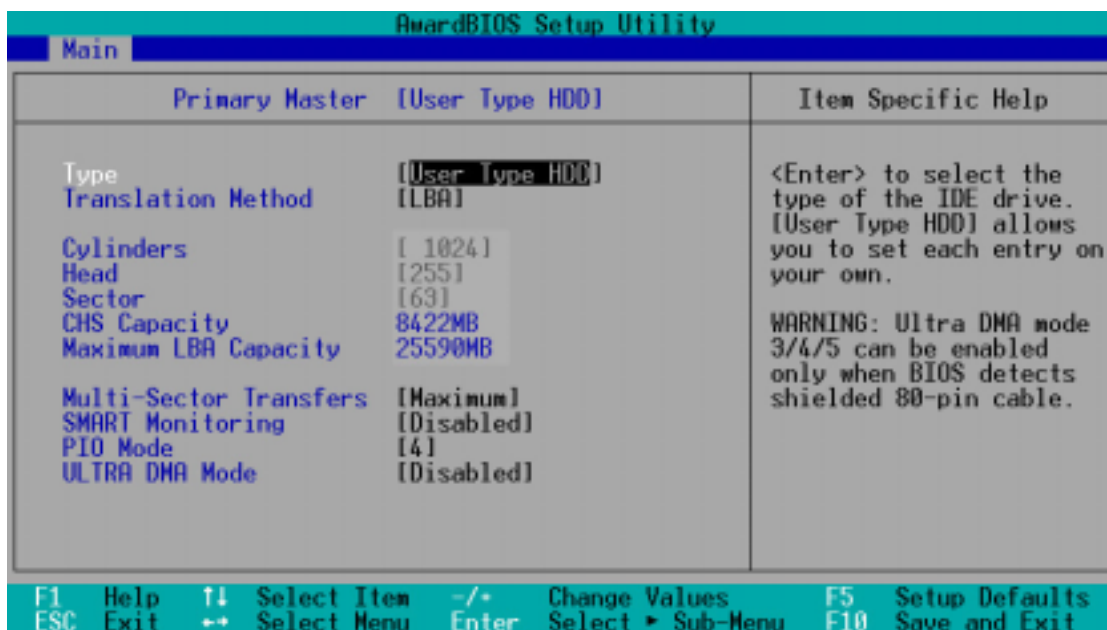 AwardBIOS Setup Utility
Main
Primary Master [User Type HDD]
Item Specific Help
Type [User Type HDD]
Translation Method [LBA]
Cylinders [ 1024]
Head [255]
Sector [63]
CHS Capacity 8422MB
Maximum LBA Capacity 25590MB
Multi-Sector Transfers [Maximum]
SMART Monitoring [Disabled]
PIO Mode [4]
ULTRA DMA Mode [Disabled]
<Enter> to select the
type of the IDE drive.
[User Type HDD] allows
you to set each entry on
your own.
WARNING: Ultra DMA mode
3/4/5 can be enabled
only when BIOS detects
shielded 80-pin cable.
F1 Help ↑↓ Select Item -/+ Change Values F5 Setup Defaults
ESC Exit ←→ Select Menu Enter Select ► Sub-Menu F10 Save and Exit